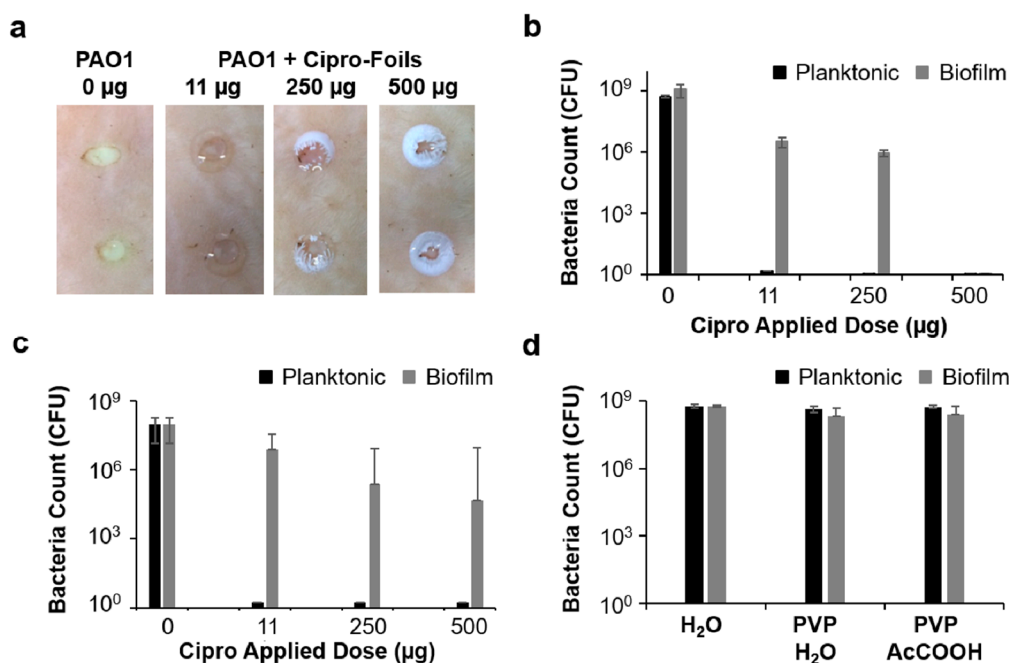 a
PAO1 PAO1 + Cipro-Foils
0 µg 11 µg 250 µg 500 µg
b
Planktonic Biofilm
Bacteria Count (CFU)
10⁹
10⁶
10³
10⁰
0 11 250 500
Cipro Applied Dose (µg)
c
Planktonic Biofilm
Bacteria Count (CFU)
10⁹
10⁶
10³
10⁰
0 11 250 500
Cipro Applied Dose (µg)
d
Planktonic Biofilm
Bacteria Count (CFU)
10⁹
10⁶
10³
10⁰
H₂O PVP PVP
H₂O AcCOOH